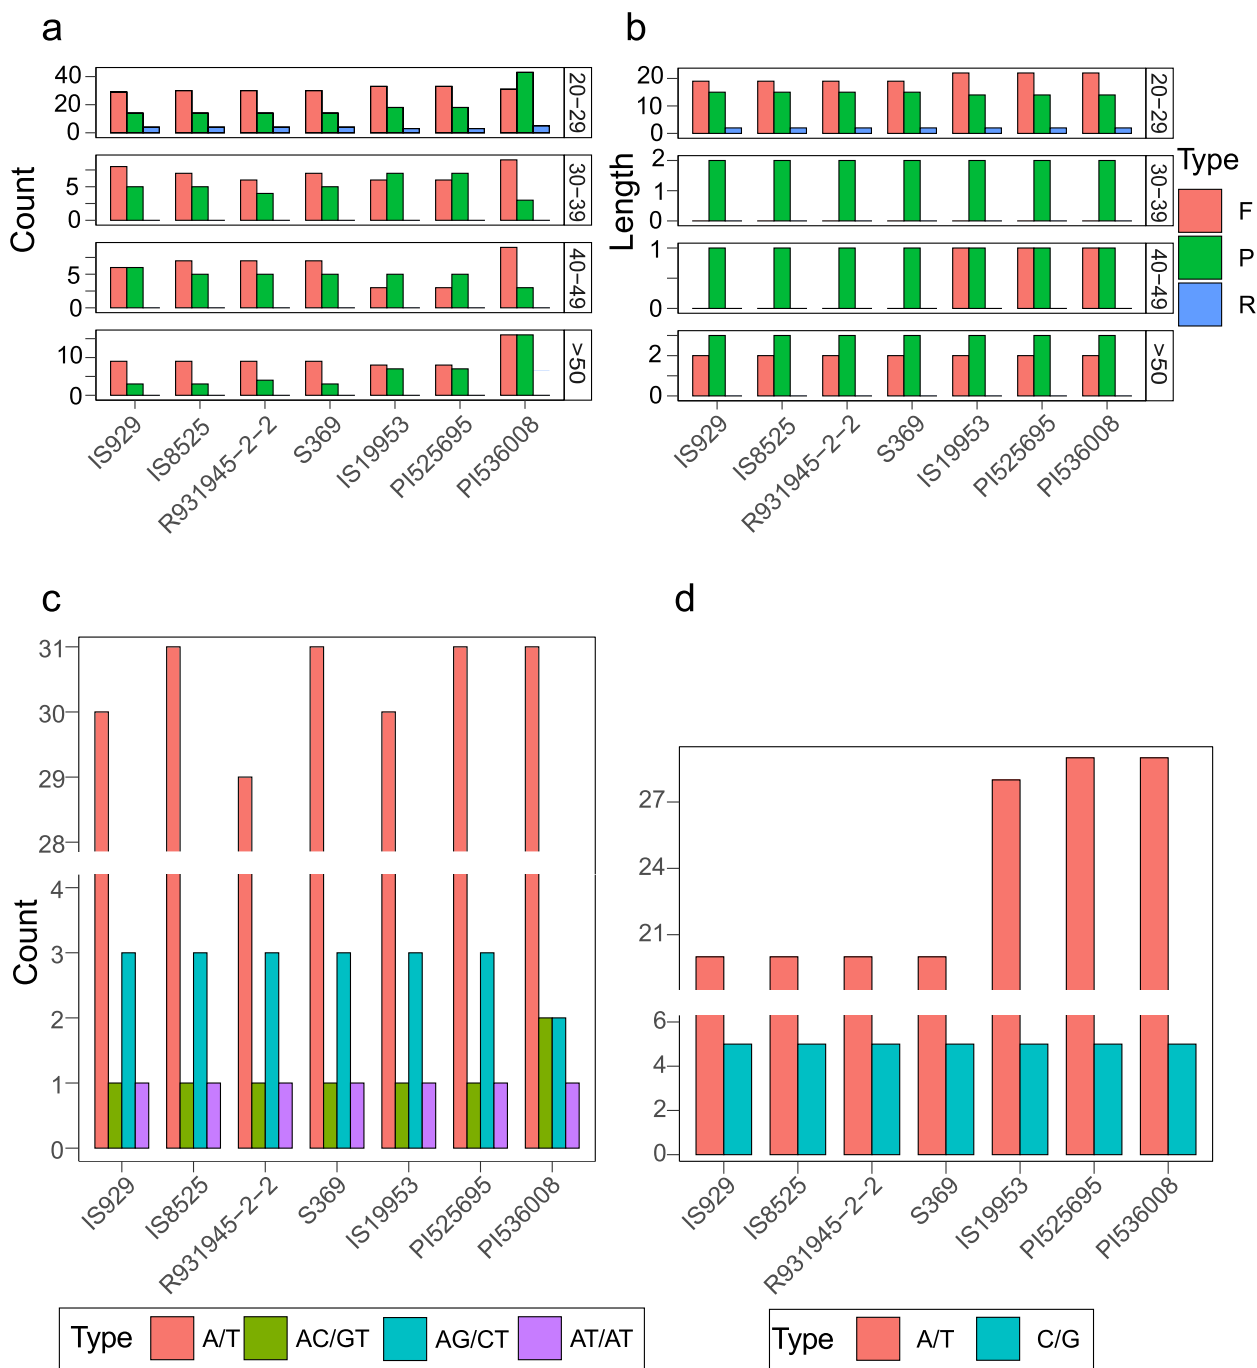 a
b
Count
40
20
0
20-29
5
0
30-39
5
0
40-49
10
0
>50
IS929
IS8525
R931945-2-2
S369
IS19953
PI525695
PI536008
Length
20
10
0
20-29
2
1
0
30-39
1
0
40-49
2
0
>50
IS929
IS8525
R931945-2-2
S369
IS19953
PI525695
PI536008
Type
F
P
R
c
d
Count
31
30
29
28
4
3
2
1
0
IS929
IS8525
R931945-2-2
S369
IS19953
PI525695
PI536008
Type A/T AC/GT AG/CT AT/AT
27
24
21
6
4
2
0
IS929
IS8525
R931945-2-2
S369
IS19953
PI525695
PI536008
Type A/T C/G